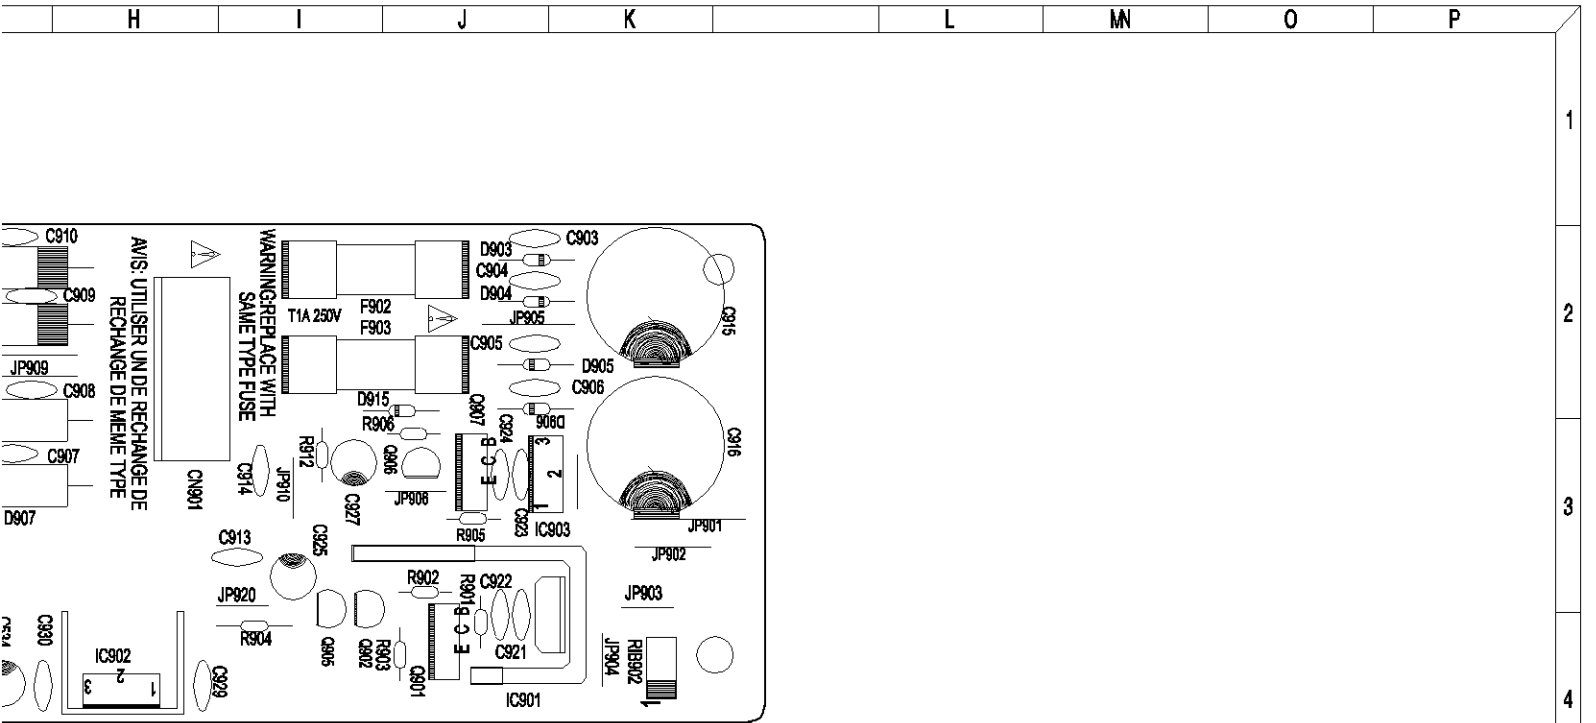 H I J K L MN O P
1
2
3
4
C910
C909
JP909
C908
C907
D907
AVIS: UTILISER UN DE RECHANGE DE
RECHANGE DE MEME TYPE
CN901
WARNING:REPLACE WITH
SAME TYPE FUSE
T1A 250V
F902
F903
D903
C903
C904
D904
JP905
C905
D905
C906
D906
C915
C916
D915
R906
Q907
C924
R912
Q906
C914
JP910
C927
JP906
E C B
R905
C923
1 2 3
IC903
JP901
JP902
JP903
C913
C925
JP920
R904
Q905
Q902
R903
R902
R901
C922
E C B
C921
Q901
IC901
JP904
RIB902
1
C930
IC902
3 2 1
C929